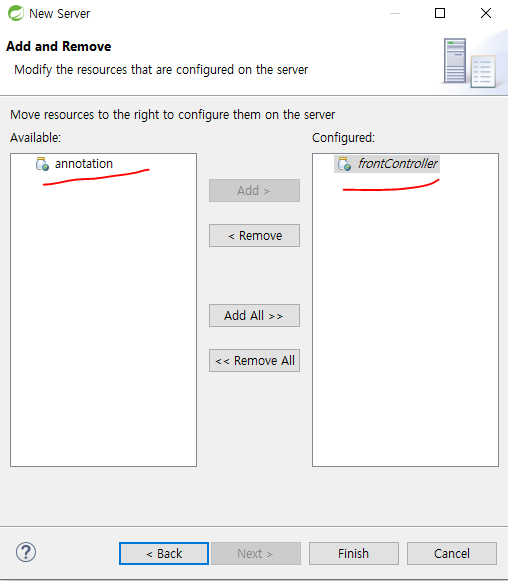 New Server
Add and Remove
Modify the resources that are configured on the server
Move resources to the right to configure them on the server
Available:
Configured:
annotation
frontController
Add >
< Remove
Add All >>
<< Remove All
?
< Back
Next >
Finish
Cancel